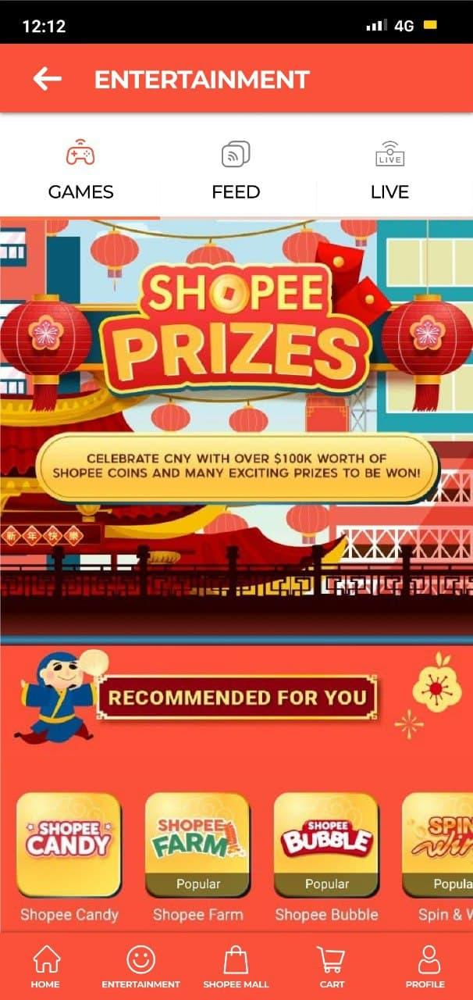 12:12
4G
ENTERTAINMENT
GAMES
FEED
LIVE
LIVE
SHOPEE
PRIZES
CELEBRATE CNY WITH OVER $100K WORTH OF
SHOPEE COINS AND MANY EXCITING PRIZES TO BE WON!
新年快樂
RECOMMENDED FOR YOU
SHOPEE
CANDY
SHOPEE
FARM
SHOPEE
BUBBLE
SPIN
Win
Popular
Popular
Popula
Shopee Candy
Shopee Farm
Shopee Bubble
Spin & W
HOME
ENTERTAINMENT
SHOPEE MALL
CART
PROFILE